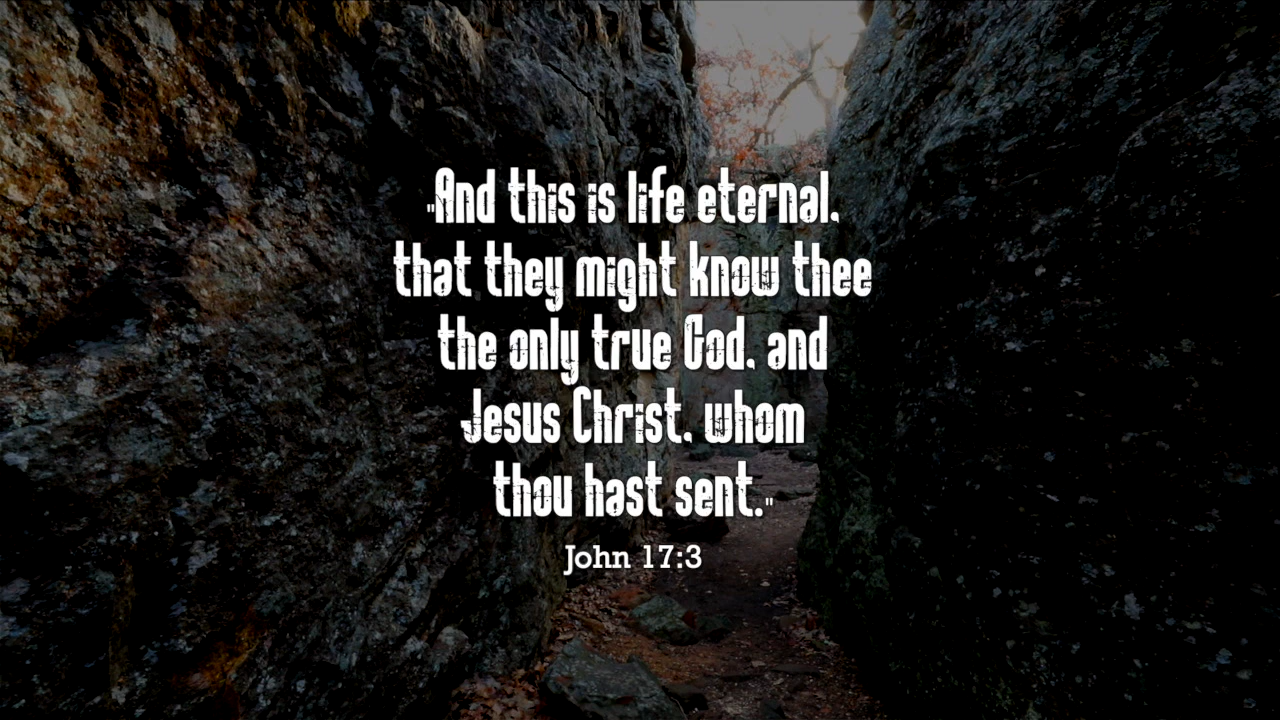 "And this is life eternal,
that they might know thee
the only true God, and
Jesus Christ, whom
thou hast sent."
John 17:3